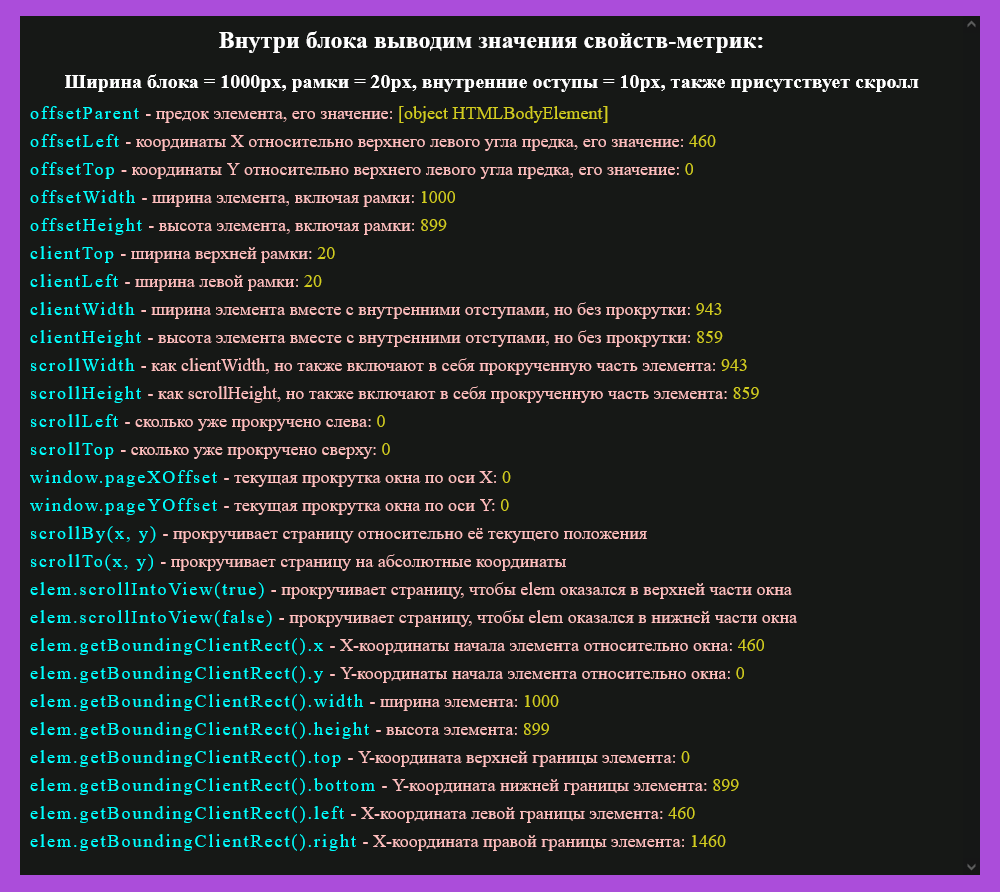 Внутри блока выводим значения свойств-метрик:
Ширина блока = 1000px, рамки = 20px, внутренние оступы = 10px, также присутствует скролл
offsetParent - предок элемента, его значение: [object HTMLBodyElement]
offsetLeft - координаты X относительно верхнего левого угла предка, его значение: 460
offsetTop - координаты Y относительно верхнего левого угла предка, его значение: 0
offsetWidth - ширина элемента, включая рамки: 1000
offsetHeight - высота элемента, включая рамки: 899
clientTop - ширина верхней рамки: 20
clientLeft - ширина левой рамки: 20
clientWidth - ширина элемента вместе с внутренними отступами, но без прокрутки: 943
clientHeight - высота элемента вместе с внутренними отступами, но без прокрутки: 859
scrollWidth - как clientWidth, но также включают в себя прокрученную часть элемента: 943
scrollHeight - как scrollHeight, но также включают в себя прокрученную часть элемента: 859
scrollLeft - сколько уже прокручено слева: 0
scrollTop - сколько уже прокручено сверху: 0
window.pageXOffset - текущая прокрутка окна по оси X: 0
window.pageYOffset - текущая прокрутка окна по оси Y: 0
scrollBy(x, y) - прокручивает страницу относительно её текущего положения
scrollTo(x, y) - прокручивает страницу на абсолютные координаты
elem.scrollIntoView(true) - прокручивает страницу, чтобы elem оказался в верхней части окна
elem.scrollIntoView(false) - прокручивает страницу, чтобы elem оказался в нижней части окна
elem.getBoundingClientRect().x - X-координаты начала элемента относительно окна: 460
elem.getBoundingClientRect().y - Y-координаты начала элемента относительно окна: 0
elem.getBoundingClientRect().width - ширина элемента: 1000
elem.getBoundingClientRect().height - высота элемента: 899
elem.getBoundingClientRect().top - Y-координата верхней границы элемента: 0
elem.getBoundingClientRect().bottom - Y-координата нижней границы элемента: 899
elem.getBoundingClientRect().left - X-координата левой границы элемента: 460
elem.getBoundingClientRect().right - X-координата правой границы элемента: 1460